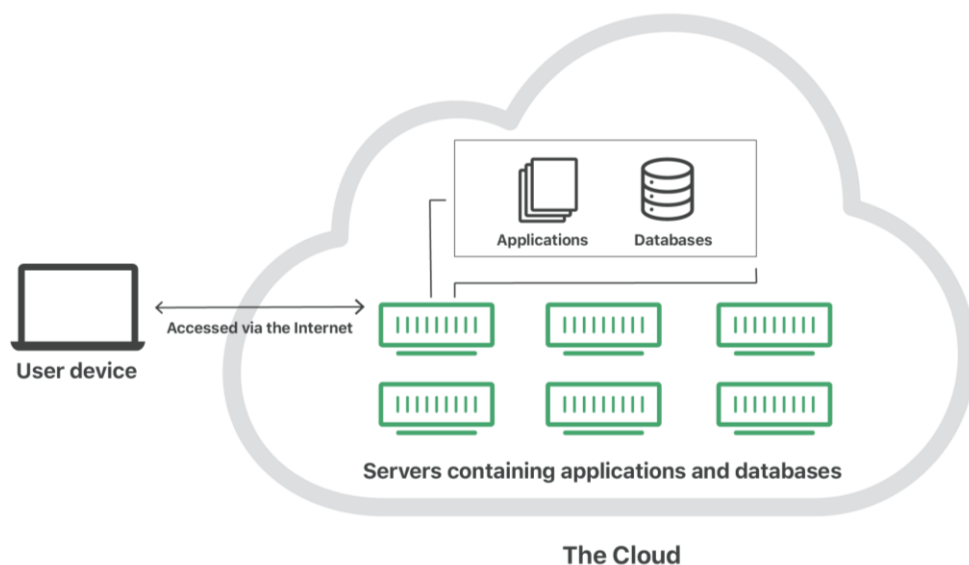 Applications
Databases
Accessed via the Internet
User device
Servers containing applications and databases
The Cloud